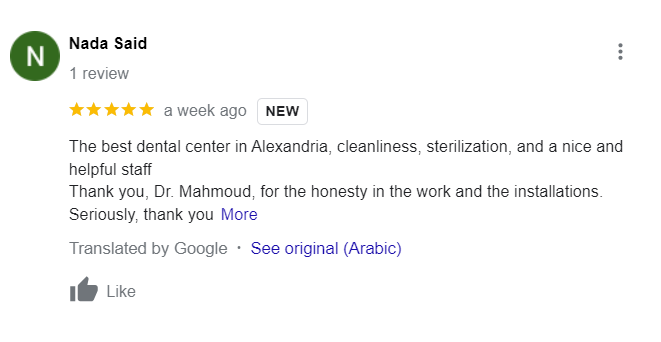 N
Nada Said
1 review
a week ago NEW
The best dental center in Alexandria, cleanliness, sterilization, and a nice and
helpful staff
Thank you, Dr. Mahmoud, for the honesty in the work and the installations.
Seriously, thank you More
Translated by Google · See original (Arabic)
Like